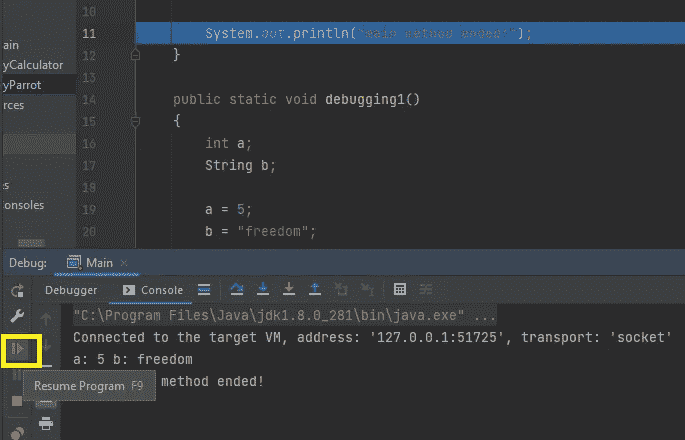 10
11 System.out.println("main method ended!");
ain
12 }
yCalculator
13
yParrot
14 public static void debugging1()
rces
15 {
16 int a;
17 String b;
es
18
Consoles
19 a = 5;
20 b = "freedom";
Debug: Main ×
Debugger Console
"C:\Program Files\Java\jdk1.8.0_281\bin\java.exe" ...
Connected to the target VM, address: '127.0.0.1:51725', transport: 'socket'
a: 5 b: freedom
Resume Program F9
method ended!